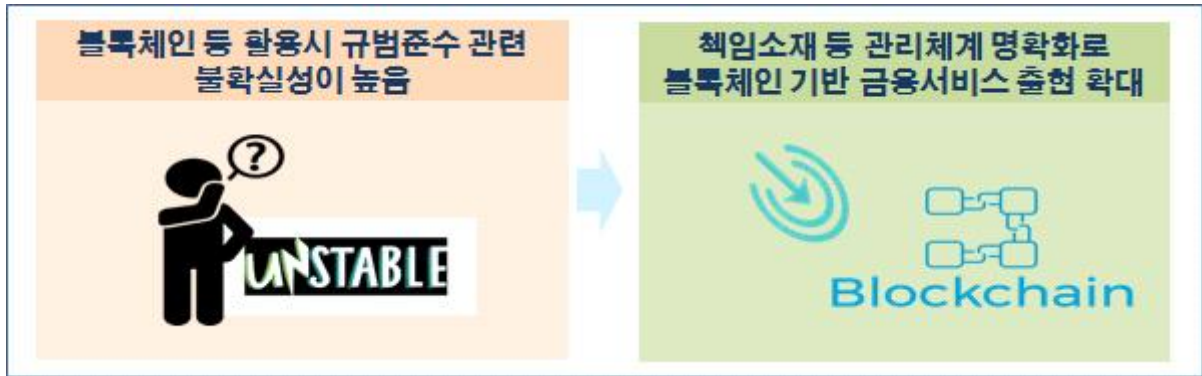 블록체인 등 활용시 규범준수 관련
불확실성이 높음
?
UNSTABLE
책임소재 등 관리체계 명확화로
블록체인 기반 금융서비스 출현 확대
Blockchain